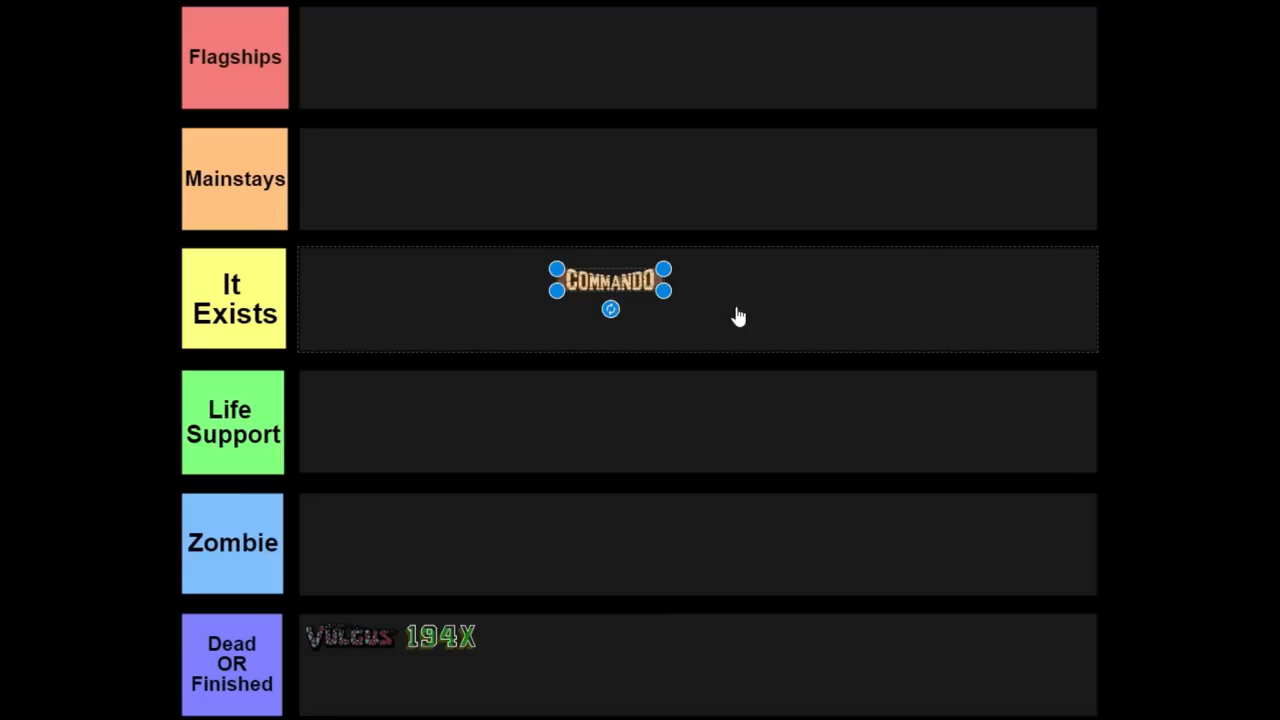 Flagships
Mainstays
It
Exists
COMMANDO
Life
Support
Zombie
Dead
OR
Finished
VULGUS 194X